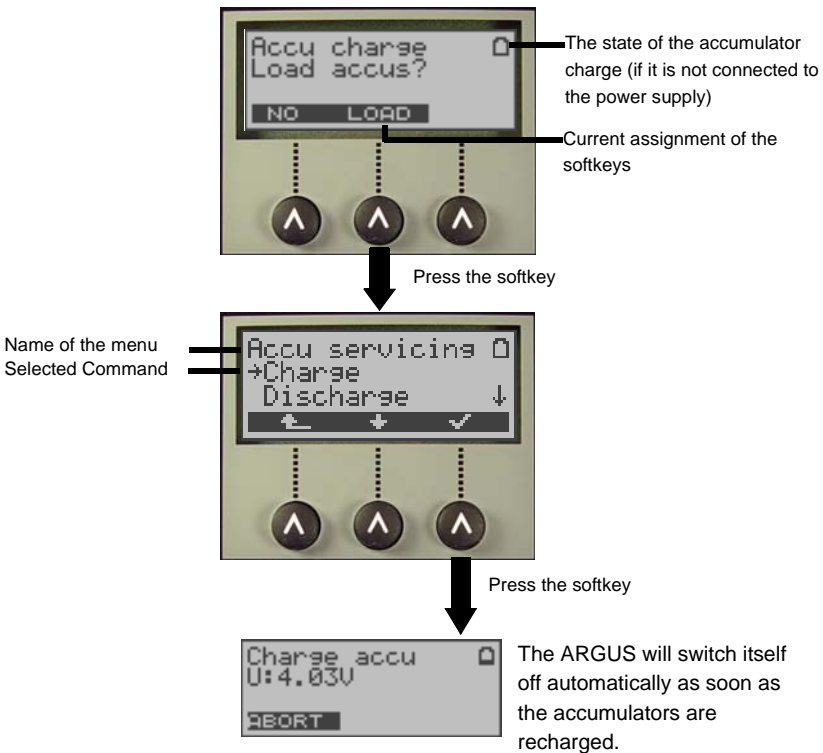 Accu charge
Load accus?
NO LOAD
The state of the accumulator
charge (if it is not connected to
the power supply)
Current assignment of the
softkeys
Press the softkey
Name of the menu
Selected Command
Accu servicing
→Charge
Discharge ↓
Press the softkey
Charge accu
U:4.03V
ABORT
The ARGUS will switch itself
off automatically as soon as
the accumulators are
recharged.